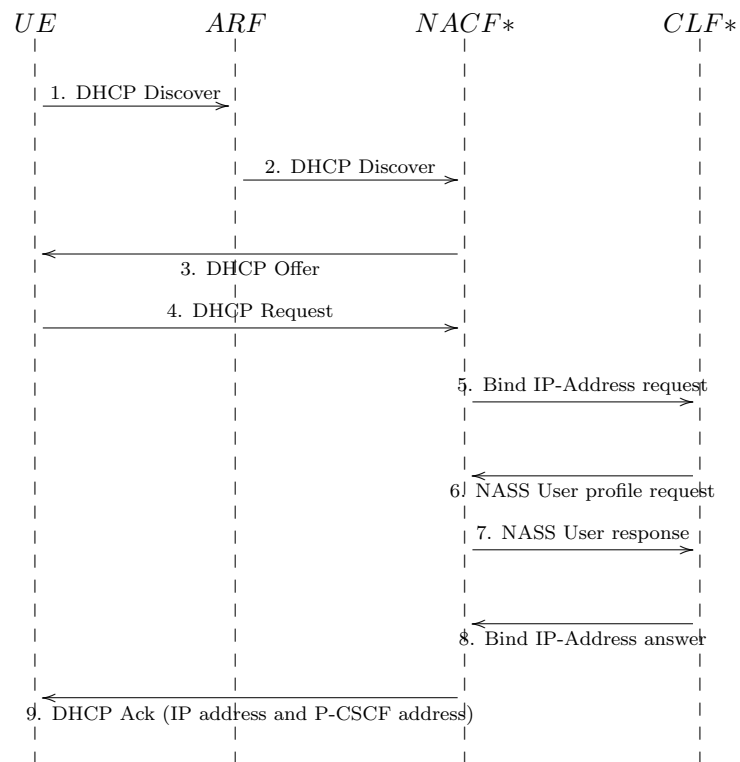 UE ARF NACF* CLF*
1. DHCP Discover
2. DHCP Discover
3. DHCP Offer
4. DHCP Request
5. Bind IP-Address request
6. NASS User profile request
7. NASS User response
8. Bind IP-Address answer
9. DHCP Ack (IP address and P-CSCF address)